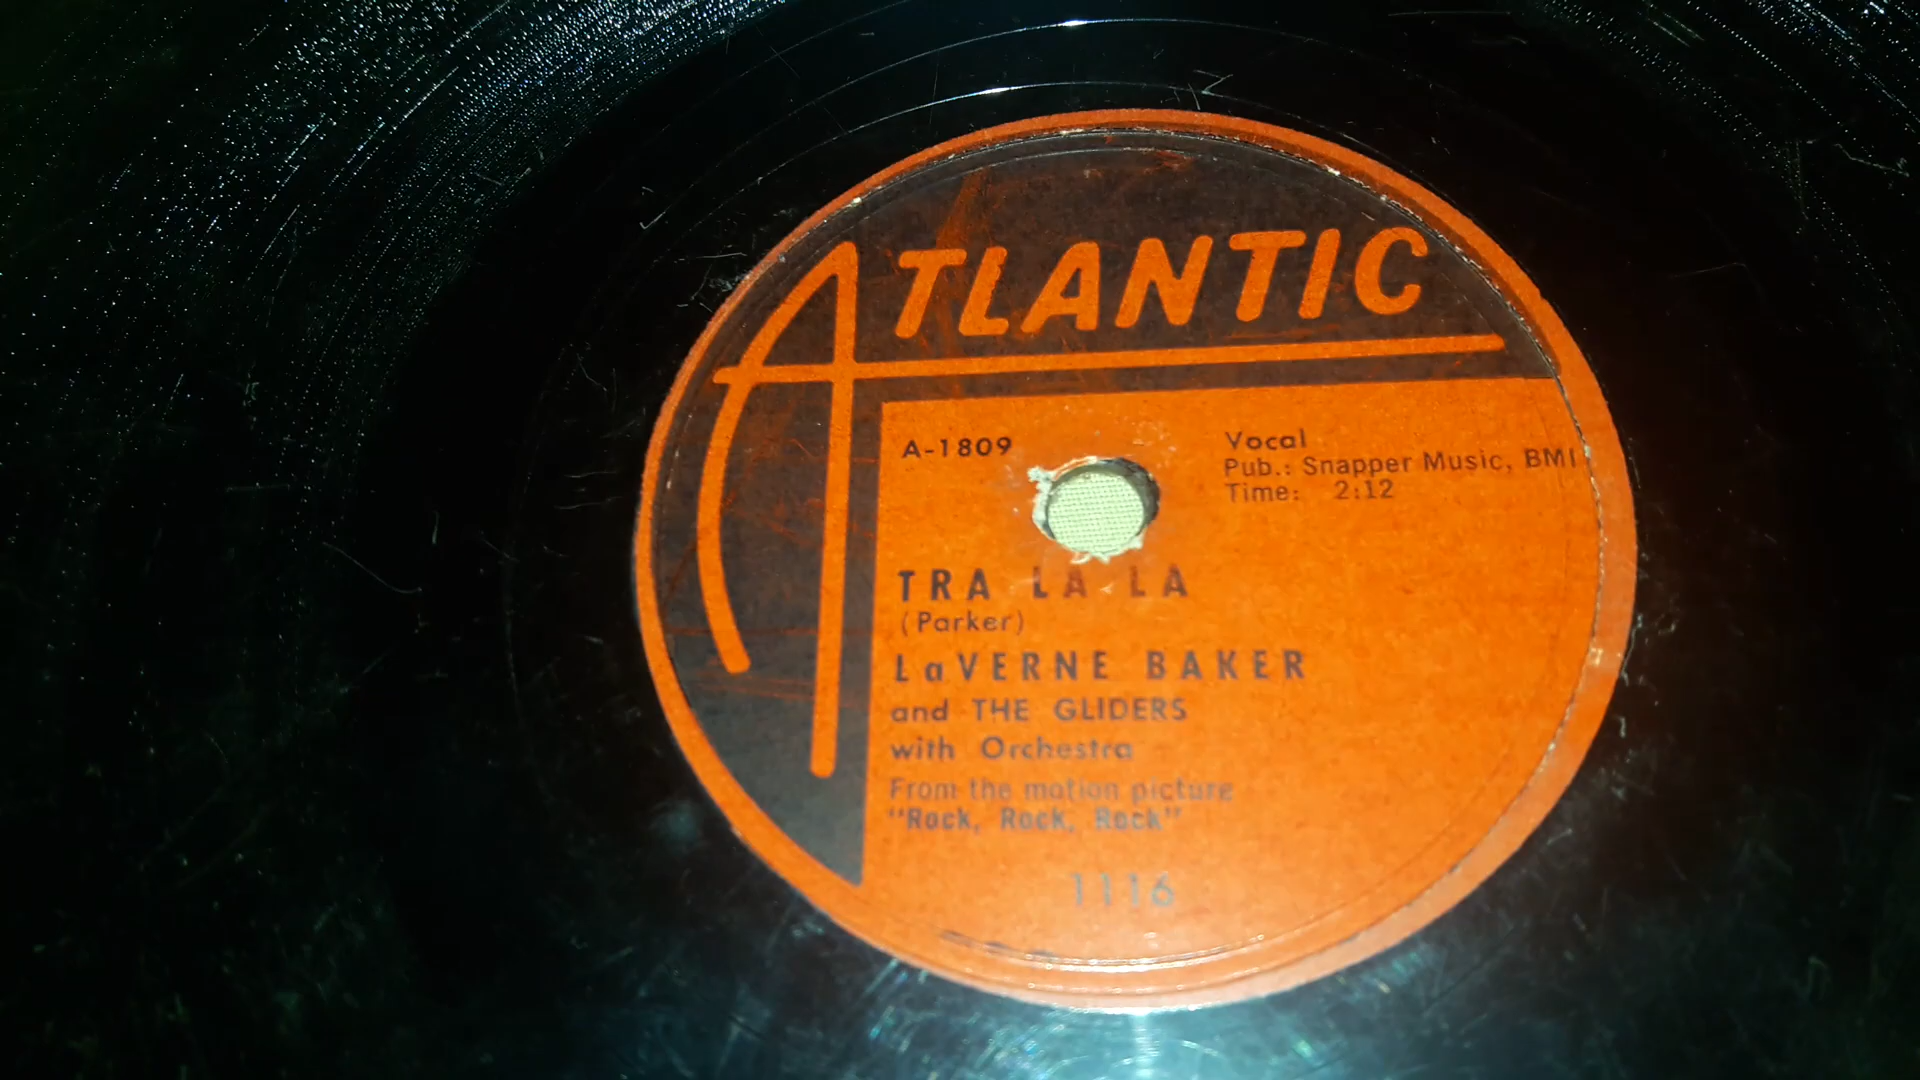 ATLANTIC
A-1809
Vocal
Pub.: Snapper Music, BMI
Time: 2:12
TRA LA LA
(Parker)
LaVERNE BAKER
and THE GLIDERS
with Orchestra
From the motion picture
"Rock, Rock, Rock"
1116